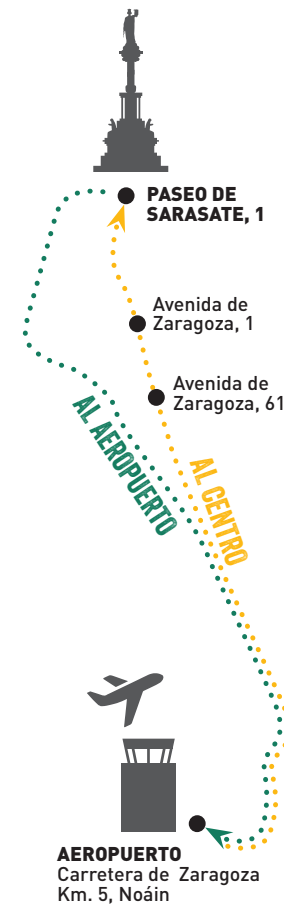 PASEO DE
SARASATE, 1
Avenida de
Zaragoza, 1
Avenida de
Zaragoza, 61
AL AEROPUERTO
AL CENTRO
AEROPUERTO
Carretera de Zaragoza
Km. 5, Noáin